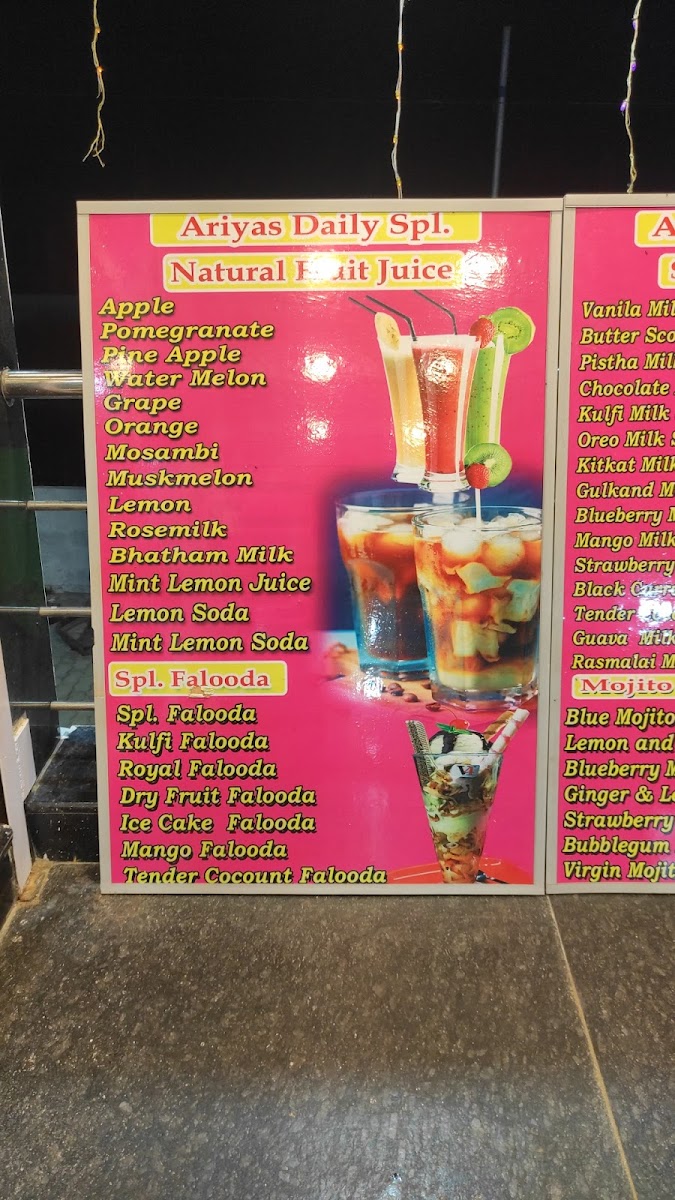 Ariyas Daily Spl.
Natural Fruit Juice
Apple
Pomegranate
Pine Apple
Water Melon
Grape
Orange
Mosambi
Muskmelon
Lemon
Rosemilk
Bhatham Milk
Mint Lemon Juice
Lemon Soda
Mint Lemon Soda
Spl. Falooda
Spl. Falooda
Kulfi Falooda
Royal Falooda
Dry Fruit Falooda
Ice Cake Falooda
Mango Falooda
Tender Cocount Falooda
A
S
Vanila Mil
Butter Sco
Pistha Mil
Chocolate
Kulfi Milk
Oreo Milk S
Kitkat Milk
Gulkand M
Blueberry M
Mango Milk
Strawberry
Black Curra
Tender
Guava Milk
Rasmalai M
Mojito
Blue Mojito
Lemon and
Blueberry M
Ginger & Le
Strawberry
Bubblegum
Virgin Mojit